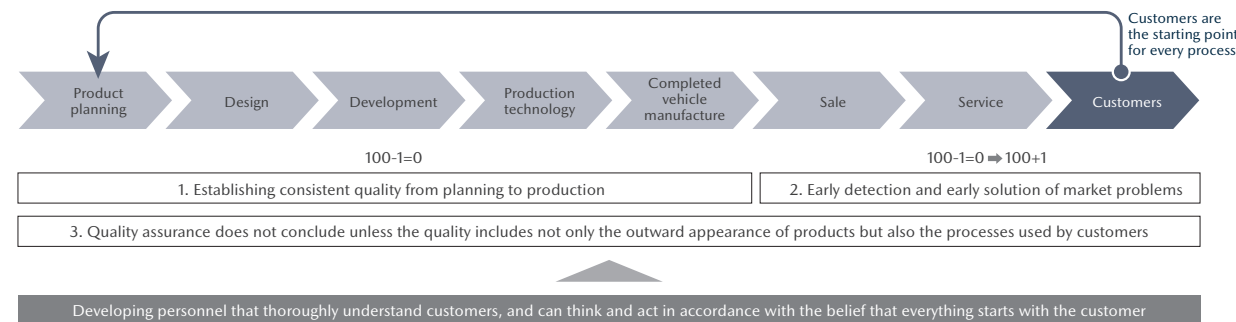 Customers are
the starting point
for every process
Product
planning
Design
Development
Production
technology
Completed
vehicle
manufacture
Sale
Service
Customers
100-1=0
100-1=0 ➡ 100+1
1. Establishing consistent quality from planning to production
2. Early detection and early solution of market problems
3. Quality assurance does not conclude unless the quality includes not only the outward appearance of products but also the processes used by customers
Developing personnel that thoroughly understand customers, and can think and act in accordance with the belief that everything starts with the customer